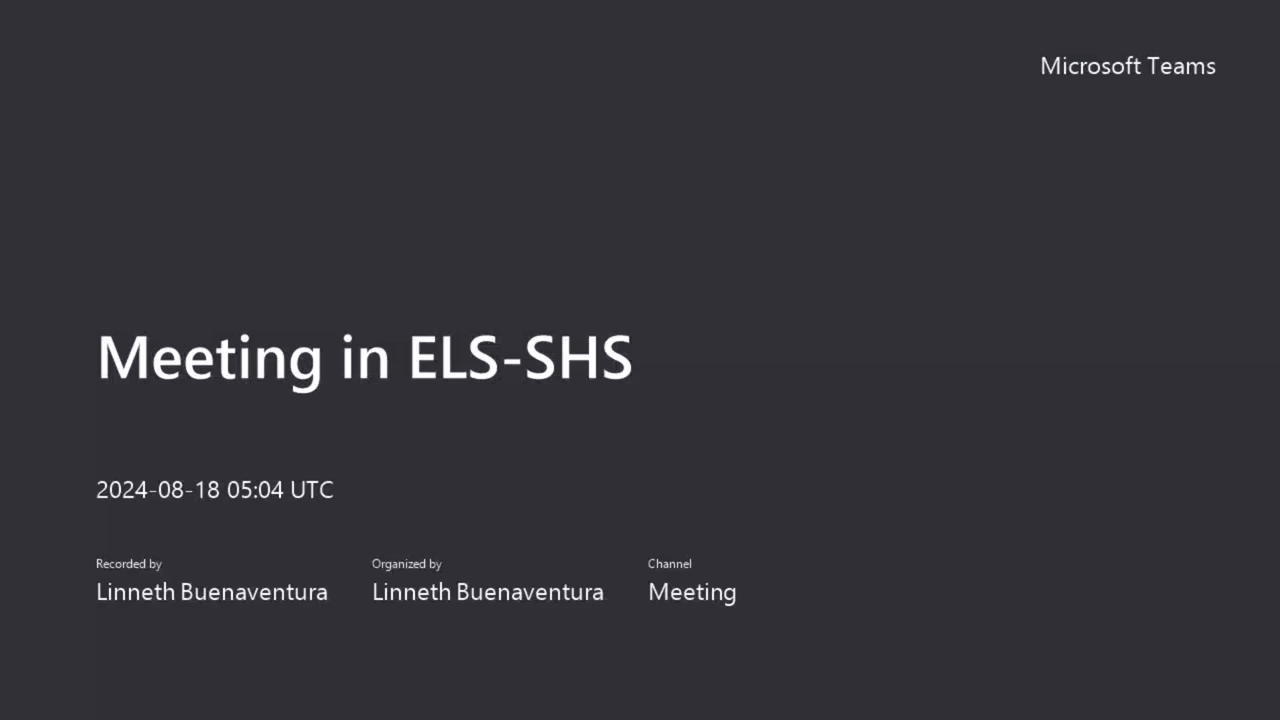 Microsoft Teams
Meeting in ELS-SHS
2024-08-18 05:04 UTC
Recorded by
Linneth Buenaventura
Organized by
Linneth Buenaventura
Channel
Meeting